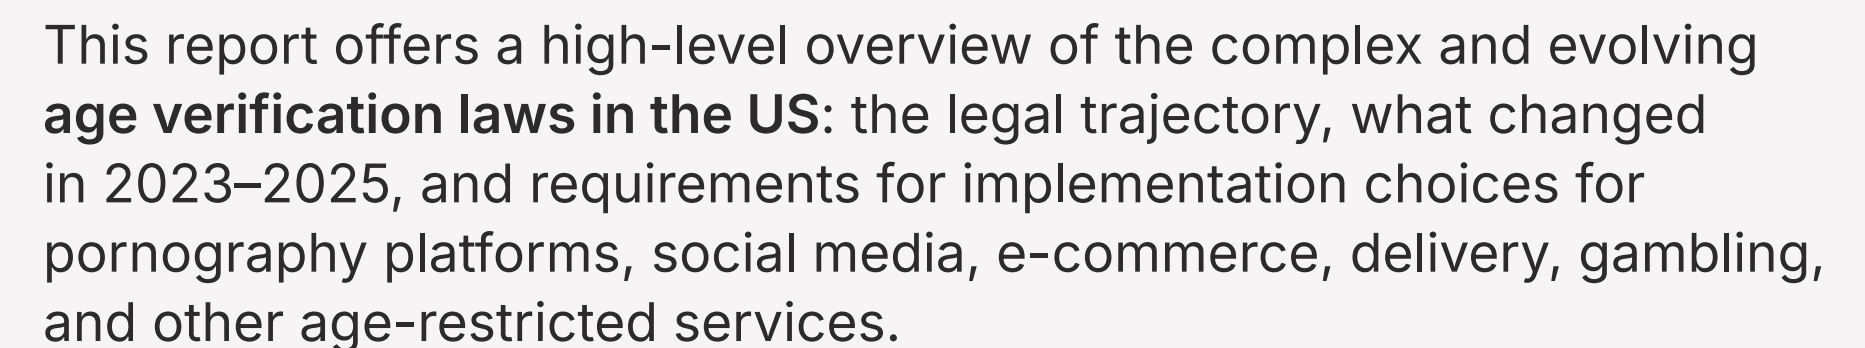 This report offers a high-level overview of the complex and evolving
age verification laws in the US: the legal trajectory, what changed
in 2023–2025, and requirements for implementation choices for
pornography platforms, social media, e-commerce, delivery, gambling,
and other age-restricted services.